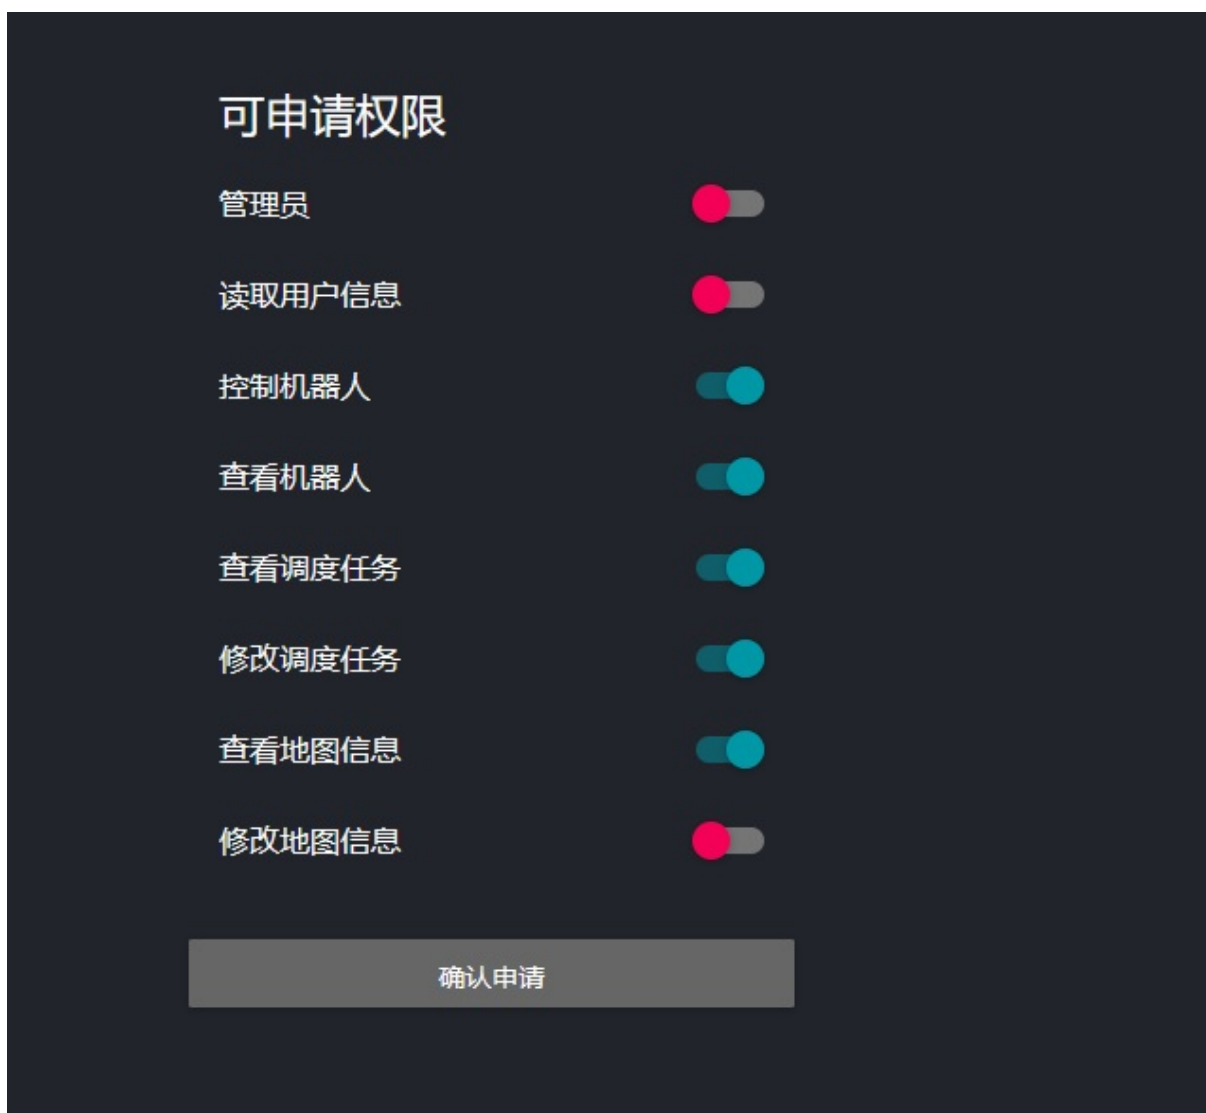 可申请权限
管理员
读取用户信息
控制机器人
查看机器人
查看调度任务
修改调度任务
查看地图信息
修改地图信息
确认申请